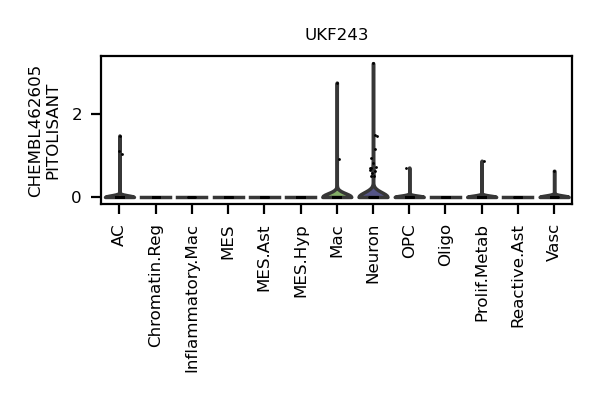 UKF243
CHEMBL462605
PITOLISANT
2
0
AC
Chromatin.Reg
Inflammatory.Mac
MES
MES.Ast
MES.Hyp
Mac
Neuron
OPC
Oligo
Prolif.Metab
Reactive.Ast
Vasc